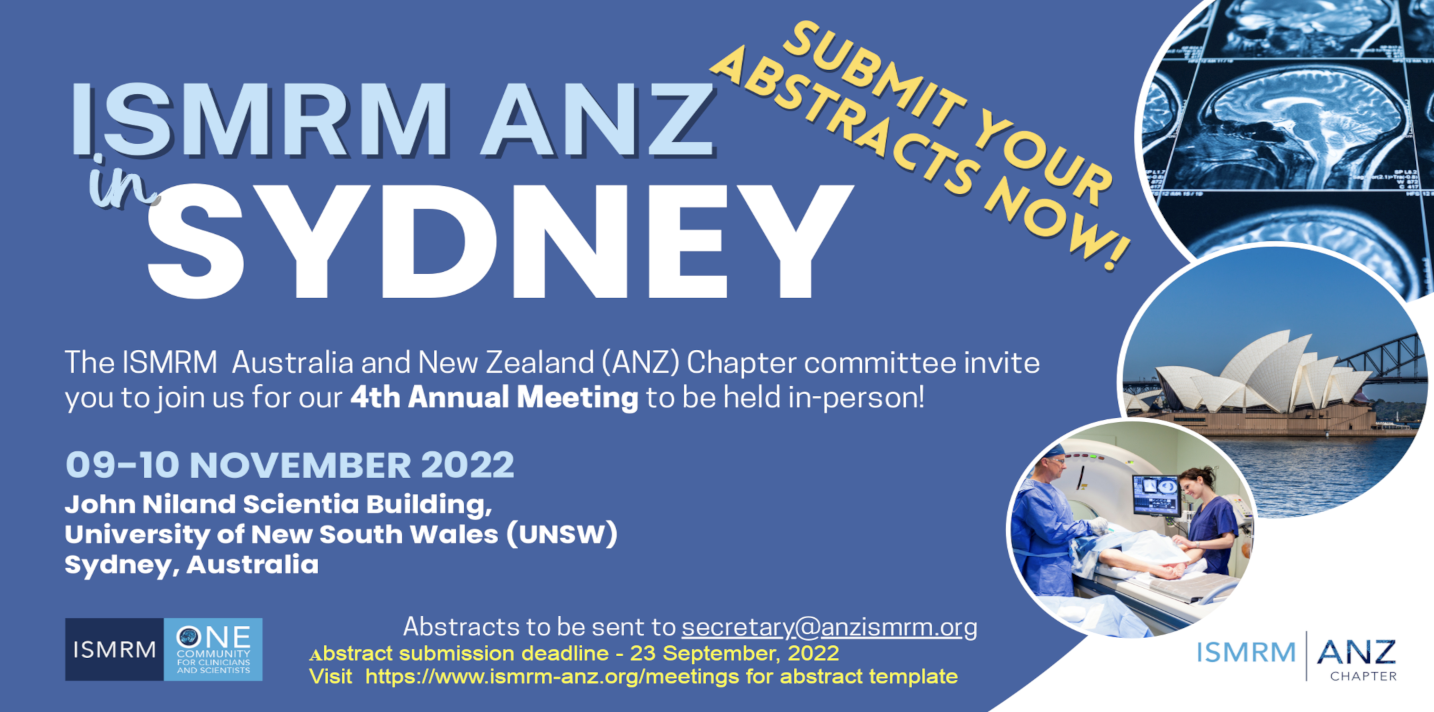 ISMRM ANZ
in
SYDNEY
SUBMIT YOUR
ABSTRACTS NOW!
The ISMRM Australia and New Zealand (ANZ) Chapter committee invite
you to join us for our 4th Annual Meeting to be held in-person!
09-10 NOVEMBER 2022
John Niland Scientia Building,
University of New South Wales (UNSW)
Sydney, Australia
Abstracts to be sent to secretary@anzismrm.org
Abstract submission deadline - 23 September, 2022
Visit https://www.ismrm-anz.org/meetings for abstract template
ISMRM
ONE
COMMUNITY
FOR CLINICIANS
AND SCIENTISTS
ISMRM ANZ
CHAPTER